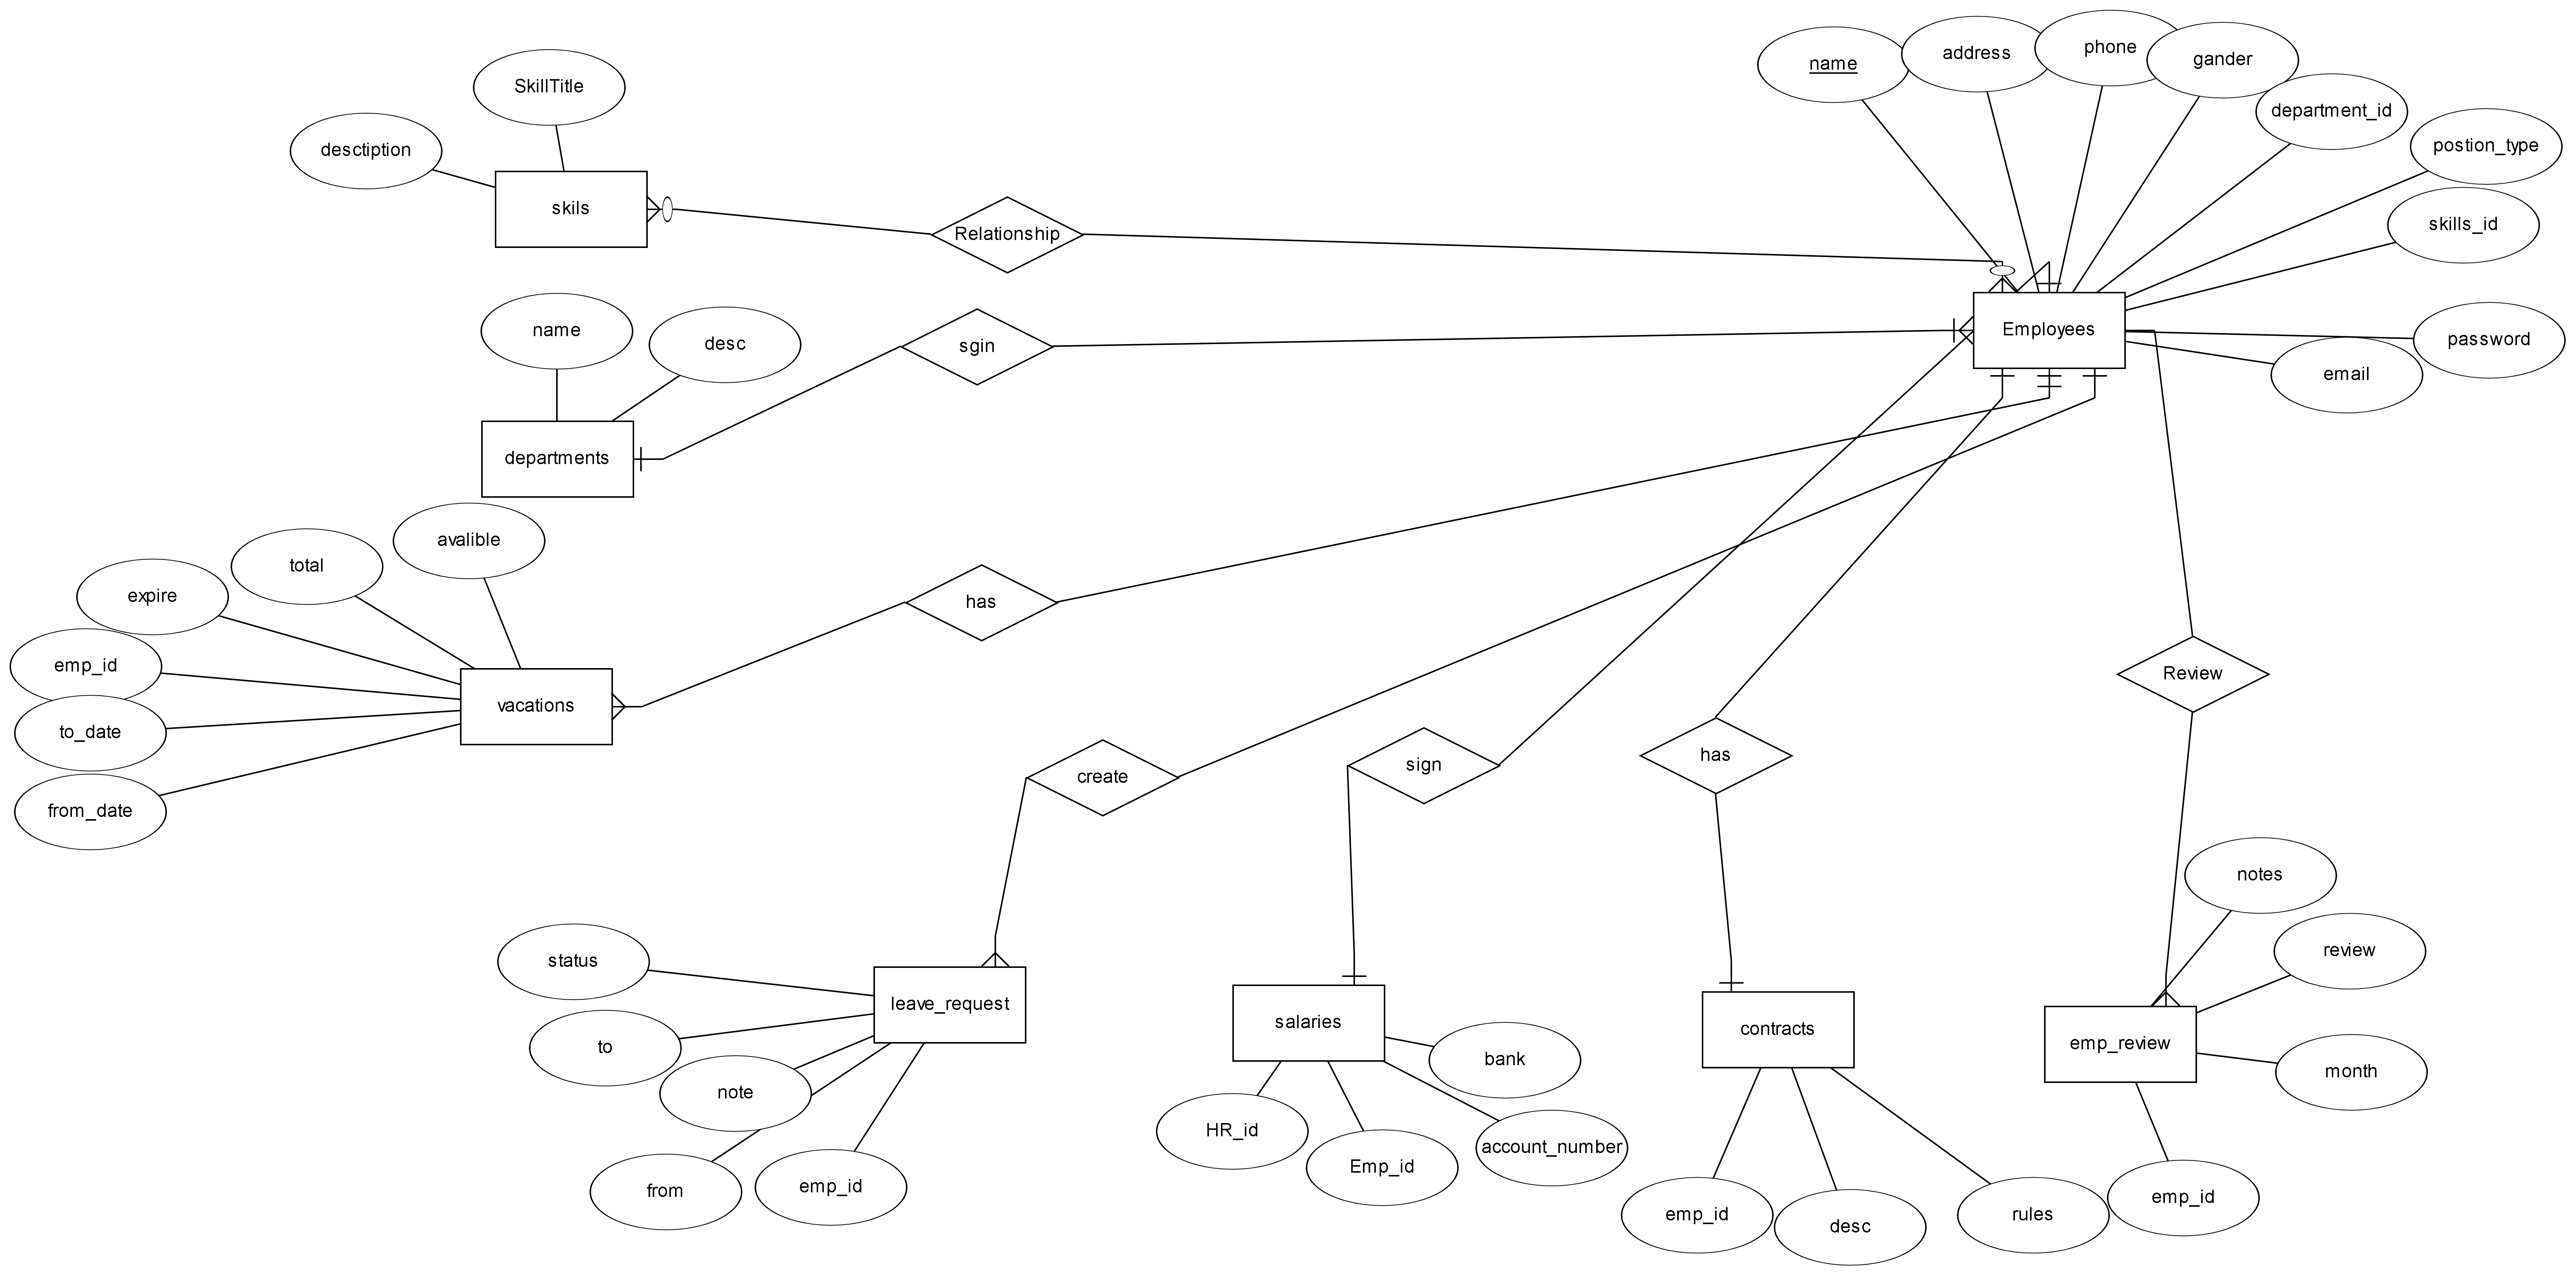 SkillTitle
desctiption
skils
Relationship
name
address
phone
gander
department_id
postion_type
skills_id
password
email
Employees
name
desc
sgin
departments
avalible
total
expire
emp_id
to_date
from_date
vacations
has
create
sign
has
Review
status
to
note
from
emp_id
leave_request
salaries
bank
HR_id
Emp_id
account_number
contracts
emp_id
desc
rules
notes
review
month
emp_id
emp_review